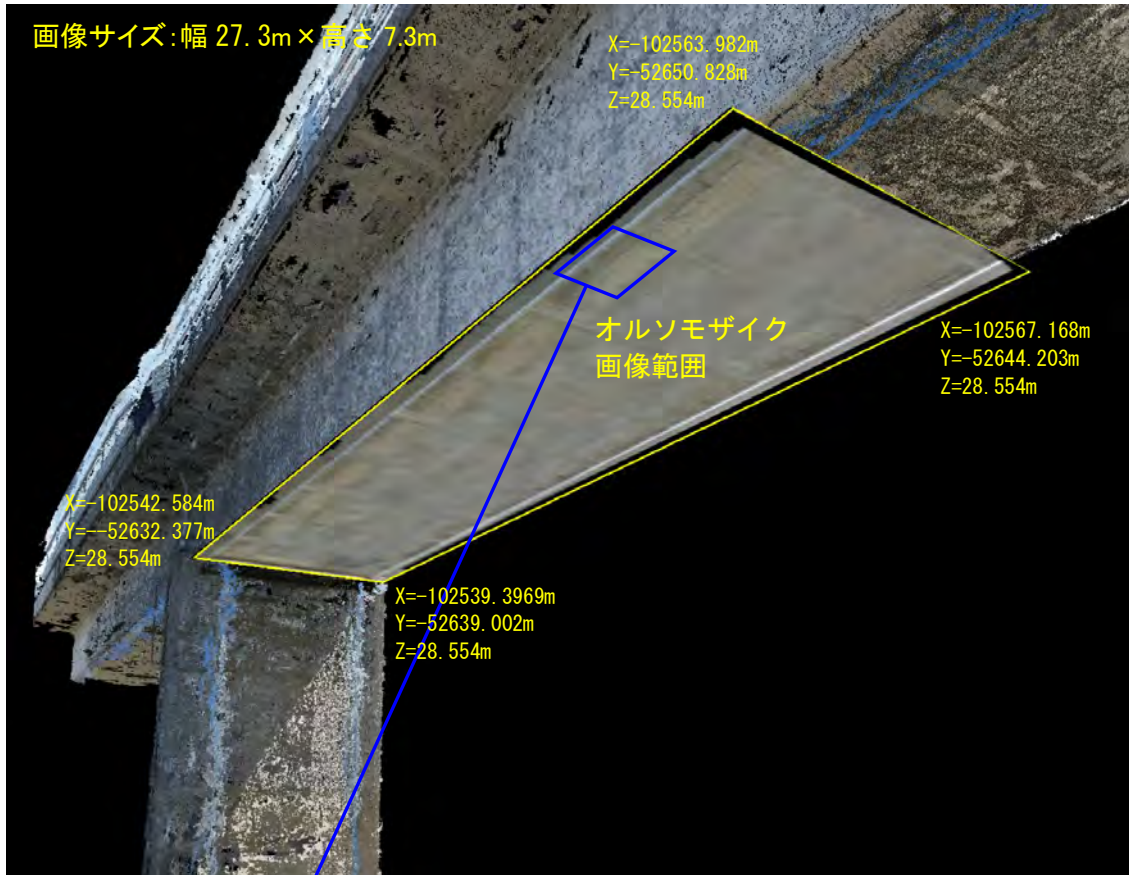 画像サイズ：幅 27.3m×高さ 7.3m
X=-102563.982m
Y=-52650.828m
Z=28.554m
オルソモザイク
画像範囲
X=-102567.168m
Y=-52644.203m
Z=28.554m
X=-102542.584m
Y=--52632.377m
Z=28.554m
X=-102539.3969m
Y=-52639.002m
Z=28.554m